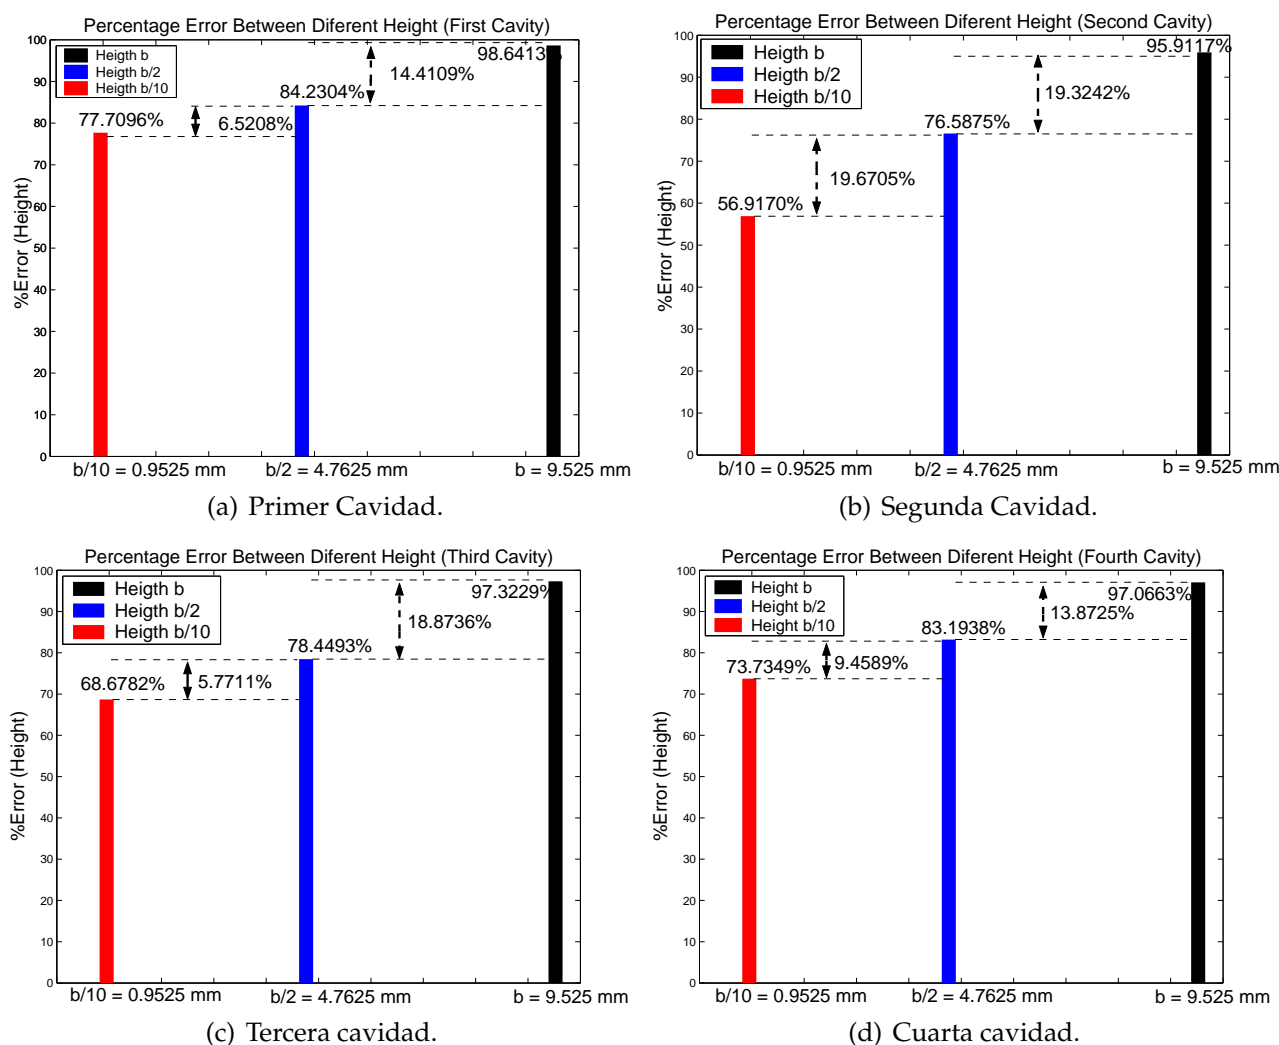 Percentage Error Between Diferent Height (First Cavity)
%Error (Height)
100
90
80
70
60
50
40
30
20
10
0
Heigth b
Heigth b/2
Heigth b/10
98.6413%
14.4109%
84.2304%
77.7096%
6.5208%
b/10 = 0.9525 mm
b/2 = 4.7625 mm
b = 9.525 mm
(a) Primer Cavidad.
Percentage Error Between Diferent Height (Second Cavity)
%Error (Height)
100
90
80
70
60
50
40
30
20
10
0
Heigth b
Heigth b/2
Heigth b/10
95.9117%
19.3242%
76.5875%
19.6705%
56.9170%
b/10 = 0.9525 mm
b/2 = 4.7625 mm
b = 9.525 mm
(b) Segunda Cavidad.
Percentage Error Between Diferent Height (Third Cavity)
%Error (Height)
100
90
80
70
60
50
40
30
20
10
0
Heigth b
Heigth b/2
Heigth b/10
97.3229%
18.8736%
78.4493%
68.6782%
5.7711%
b/10 = 0.9525 mm
b/2 = 4.7625 mm
b = 9.525 mm
(c) Tercera cavidad.
Percentage Error Between Diferent Height (Fourth Cavity)
%Error (Height)
100
90
80
70
60
50
40
30
20
10
0
Height b
Height b/2
Height b/10
97.0663%
13.8725%
83.1938%
73.7349%
9.4589%
b/10 = 0.9525 mm
b/2 = 4.7625 mm
b = 9.525 mm
(d) Cuarta cavidad.